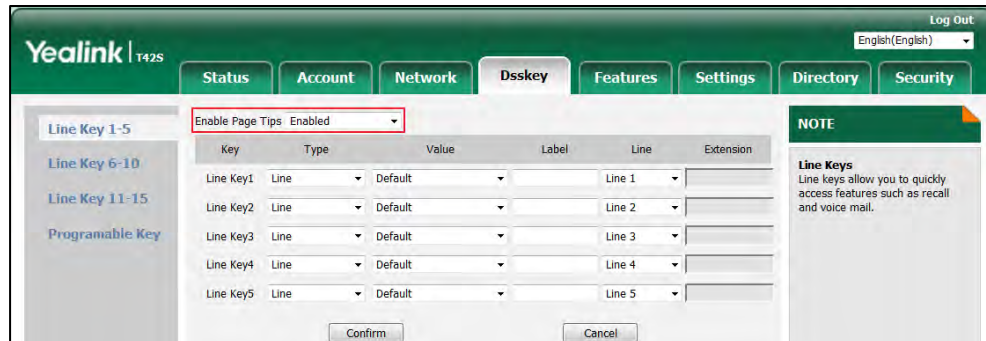 Log Out
Yealink T42S
English(English)
Status Account Network Dsskey Features Settings Directory Security
Line Key 1-5
Line Key 6-10
Line Key 11-15
Programable Key
Enable Page Tips Enabled
Key Type Value Label Line Extension
Line Key1 Line Default Line 1
Line Key2 Line Default Line 2
Line Key3 Line Default Line 3
Line Key4 Line Default Line 4
Line Key5 Line Default Line 5
Confirm Cancel
NOTE
Line Keys
Line keys allow you to quickly
access features such as recall
and voice mail.